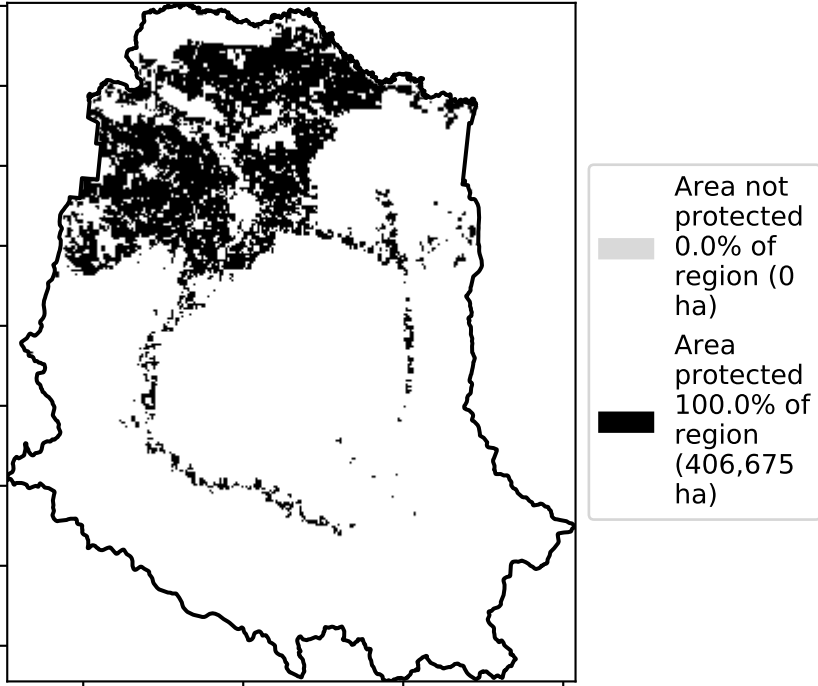 Area not
protected
0.0% of
region (0
ha)
Area
protected
100.0% of
region
(406,675
ha)